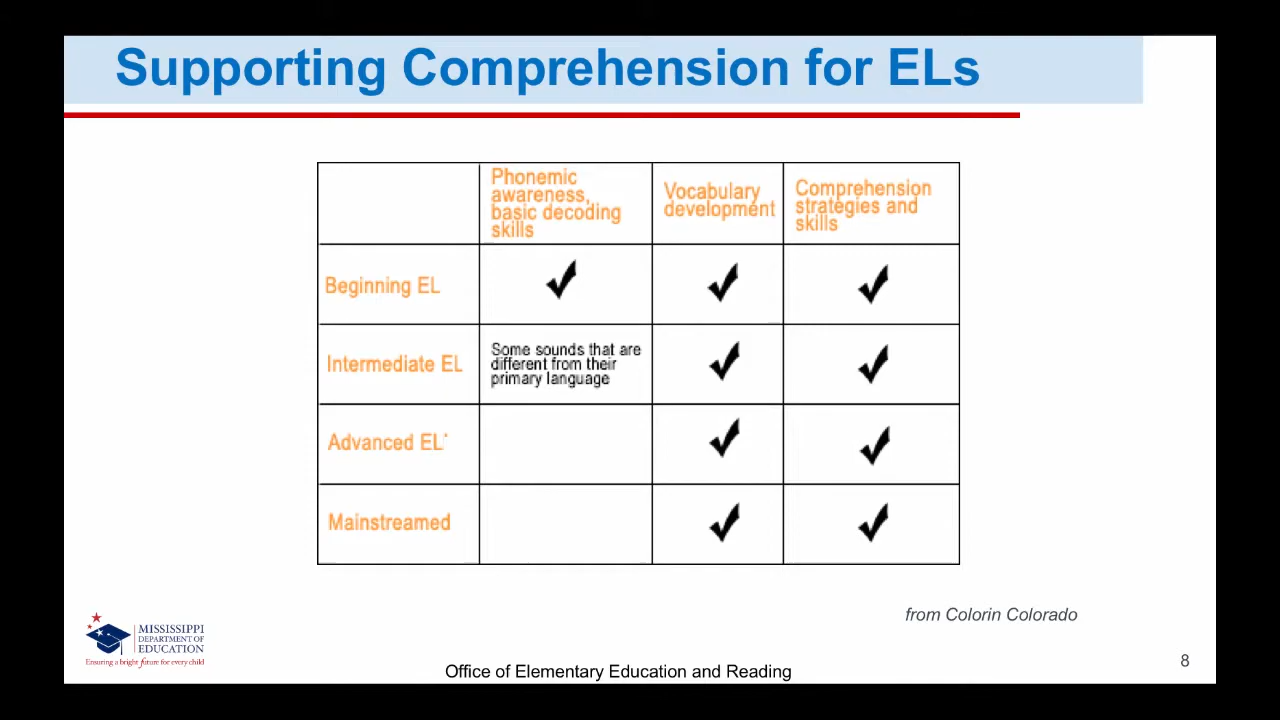 Supporting Comprehension for ELs
Phonemic
awareness,
basic decoding
skills
Vocabulary
development
Comprehension
strategies and
skills
Beginning EL
Intermediate EL
Some sounds that are
different from their
primary language
Advanced EL*
Mainstreamed
from Colorin Colorado
MISSISSIPPI
DEPARTMENT OF
EDUCATION
Ensuring a bright future for every child
Office of Elementary Education and Reading
8